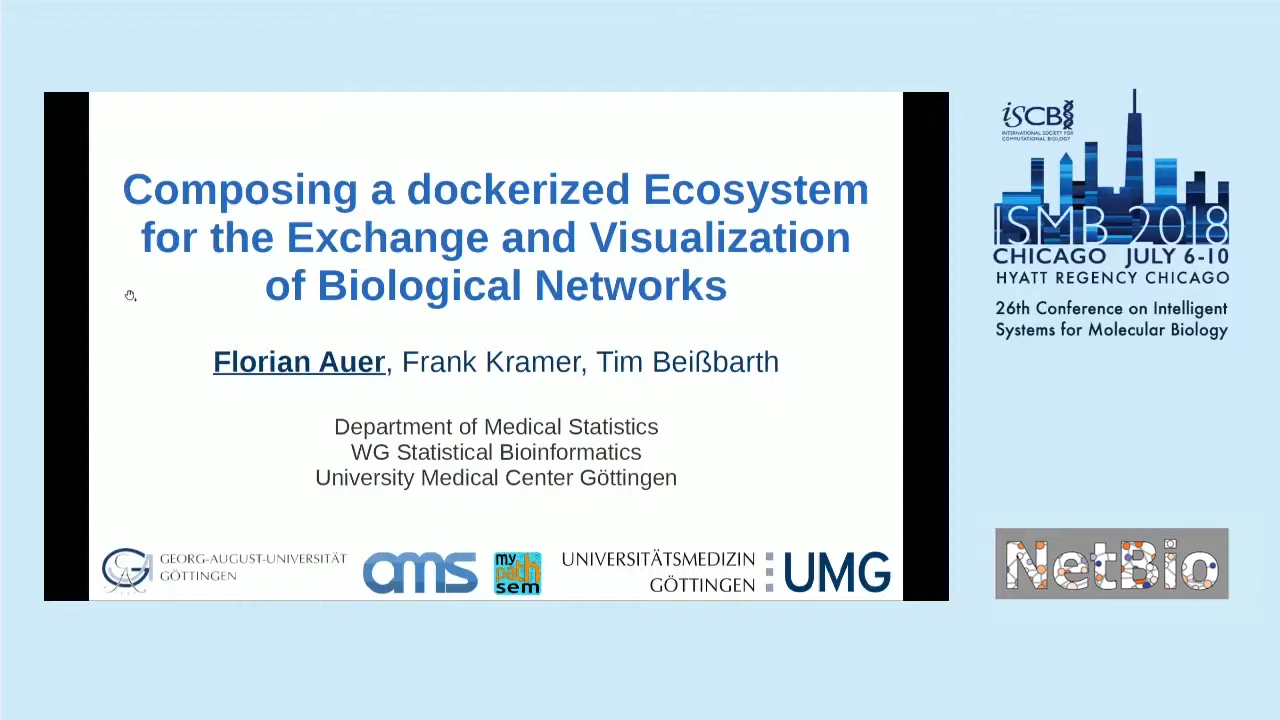 Composing a dockerized Ecosystem
for the Exchange and Visualization
of Biological Networks
Florian Auer, Frank Kramer, Tim Beißbarth
Department of Medical Statistics
WG Statistical Bioinformatics
University Medical Center Göttingen
GEORG-AUGUST-UNIVERSITÄT
GÖTTINGEN
ams
my
path
sem
UNIVERSITÄTSMEDIZIN
GÖTTINGEN
UMG
iSCB
INTERNATIONAL SOCIETY FOR
COMPUTATIONAL BIOLOGY
ISMB 2018
CHICAGO JULY 6-10
HYATT REGENCY CHICAGO
26th Conference on Intelligent
Systems for Molecular Biology
NetBio